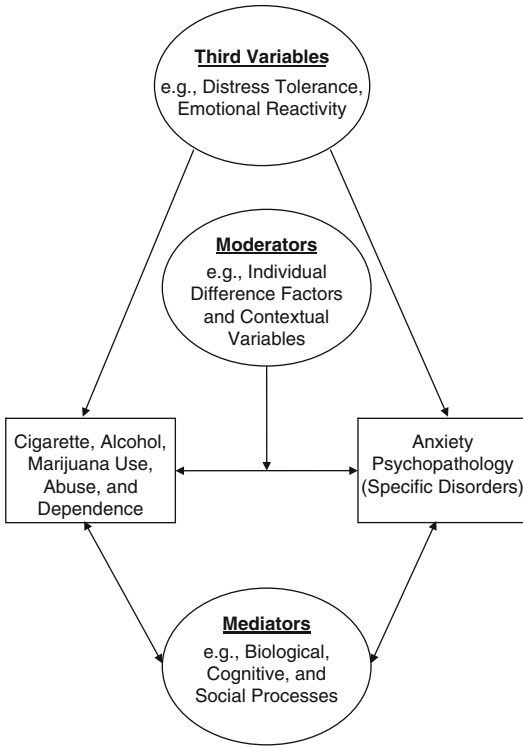 Third Variables
e.g., Distress Tolerance,
Emotional Reactivity
Moderators
e.g., Individual
Difference Factors
and Contextual
Variables
Cigarette, Alcohol,
Marijuana Use,
Abuse, and
Dependence
Anxiety
Psychopathology
(Specific Disorders)
Mediators
e.g., Biological,
Cognitive, and
Social Processes